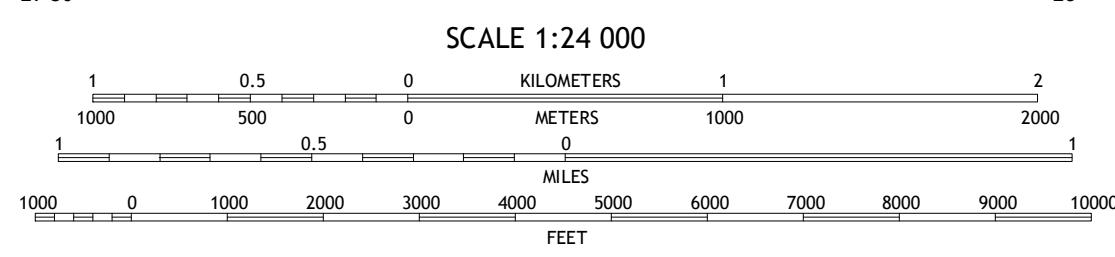 SCALE 1:24 000
1 0.5 0 KILOMETERS 1 2
1000 500 0 METERS 1000 2000
1 0.5 0 1
MILES
1000 0 1000 2000 3000 4000 5000 6000 7000 8000 9000 10000
FEET